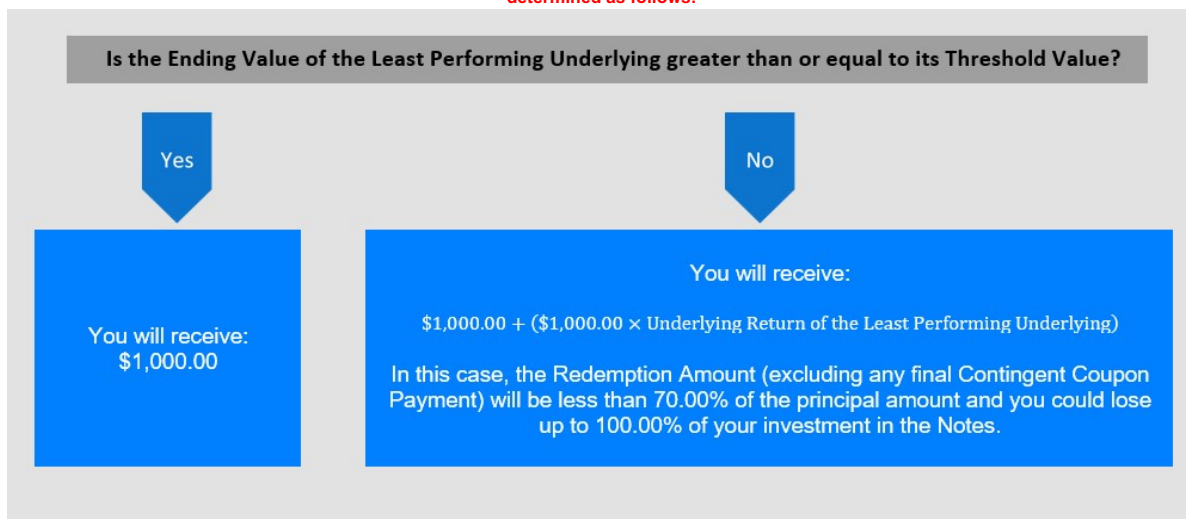 determined as follows:
Is the Ending Value of the Least Performing Underlying greater than or equal to its Threshold Value?
Yes
No
You will receive:
$1,000.00
You will receive:
$1,000.00 + ($1,000.00 × Underlying Return of the Least Performing Underlying)
In this case, the Redemption Amount (excluding any final Contingent Coupon
Payment) will be less than 70.00% of the principal amount and you could lose
up to 100.00% of your investment in the Notes.